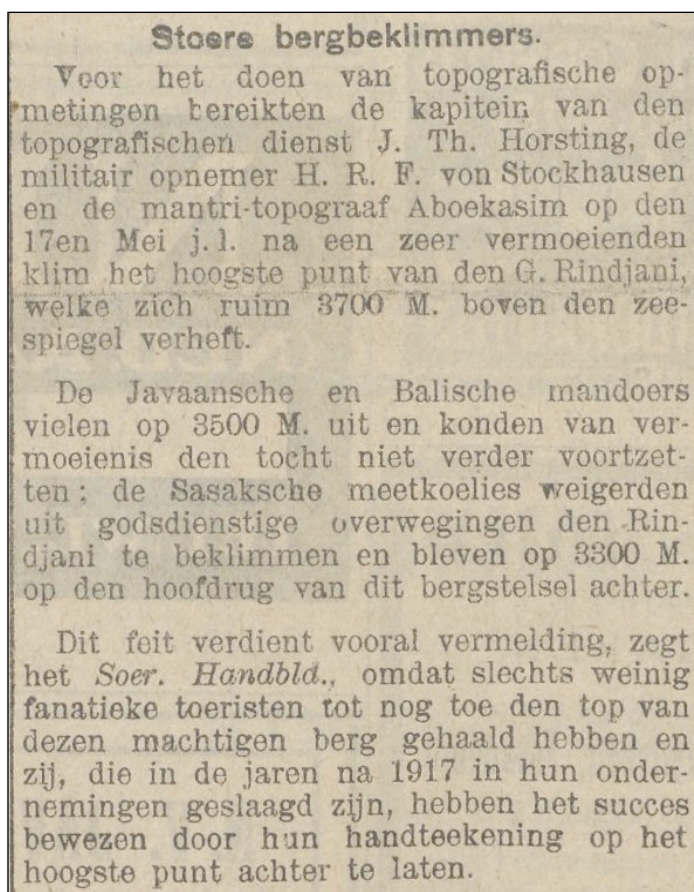 Stoere bergbeklimmers.
Voor het doen van topografische op-
metingen bereikten de kapitein van den
topografischen dienst J. Th. Horsting, de
militair opnemer H. R. F. von Stockhausen
en de mantri-topograaf Aboekasim op den
17en Mei j.l. na een zeer vermoeienden
klim het hoogste punt van den G. Rindjani,
welke zich ruim 3700 M. boven den zee-
spiegel verheft.
De Javaansche en Balische mandoers
vielen op 3500 M. uit en konden van ver-
moeienis den tocht niet verder voortzet-
ten; de Sasaksche meetkoelies weigerden
uit godsdienstige overwegingen den Rin-
djani te beklimmen en bleven op 3300 M.
op den hoofdrug van dit bergstelsel achter.
Dit feit verdient vooral vermelding, zegt
het Soer. Handbld., omdat slechts weinig
fanatieke toeristen tot nog toe den top van
dezen machtigen berg gehaald hebben en
zij, die in de jaren na 1917 in hun onder-
nemingen geslaagd zijn, hebben het succes
bewezen door hun handteekening op het
hoogste punt achter te laten.